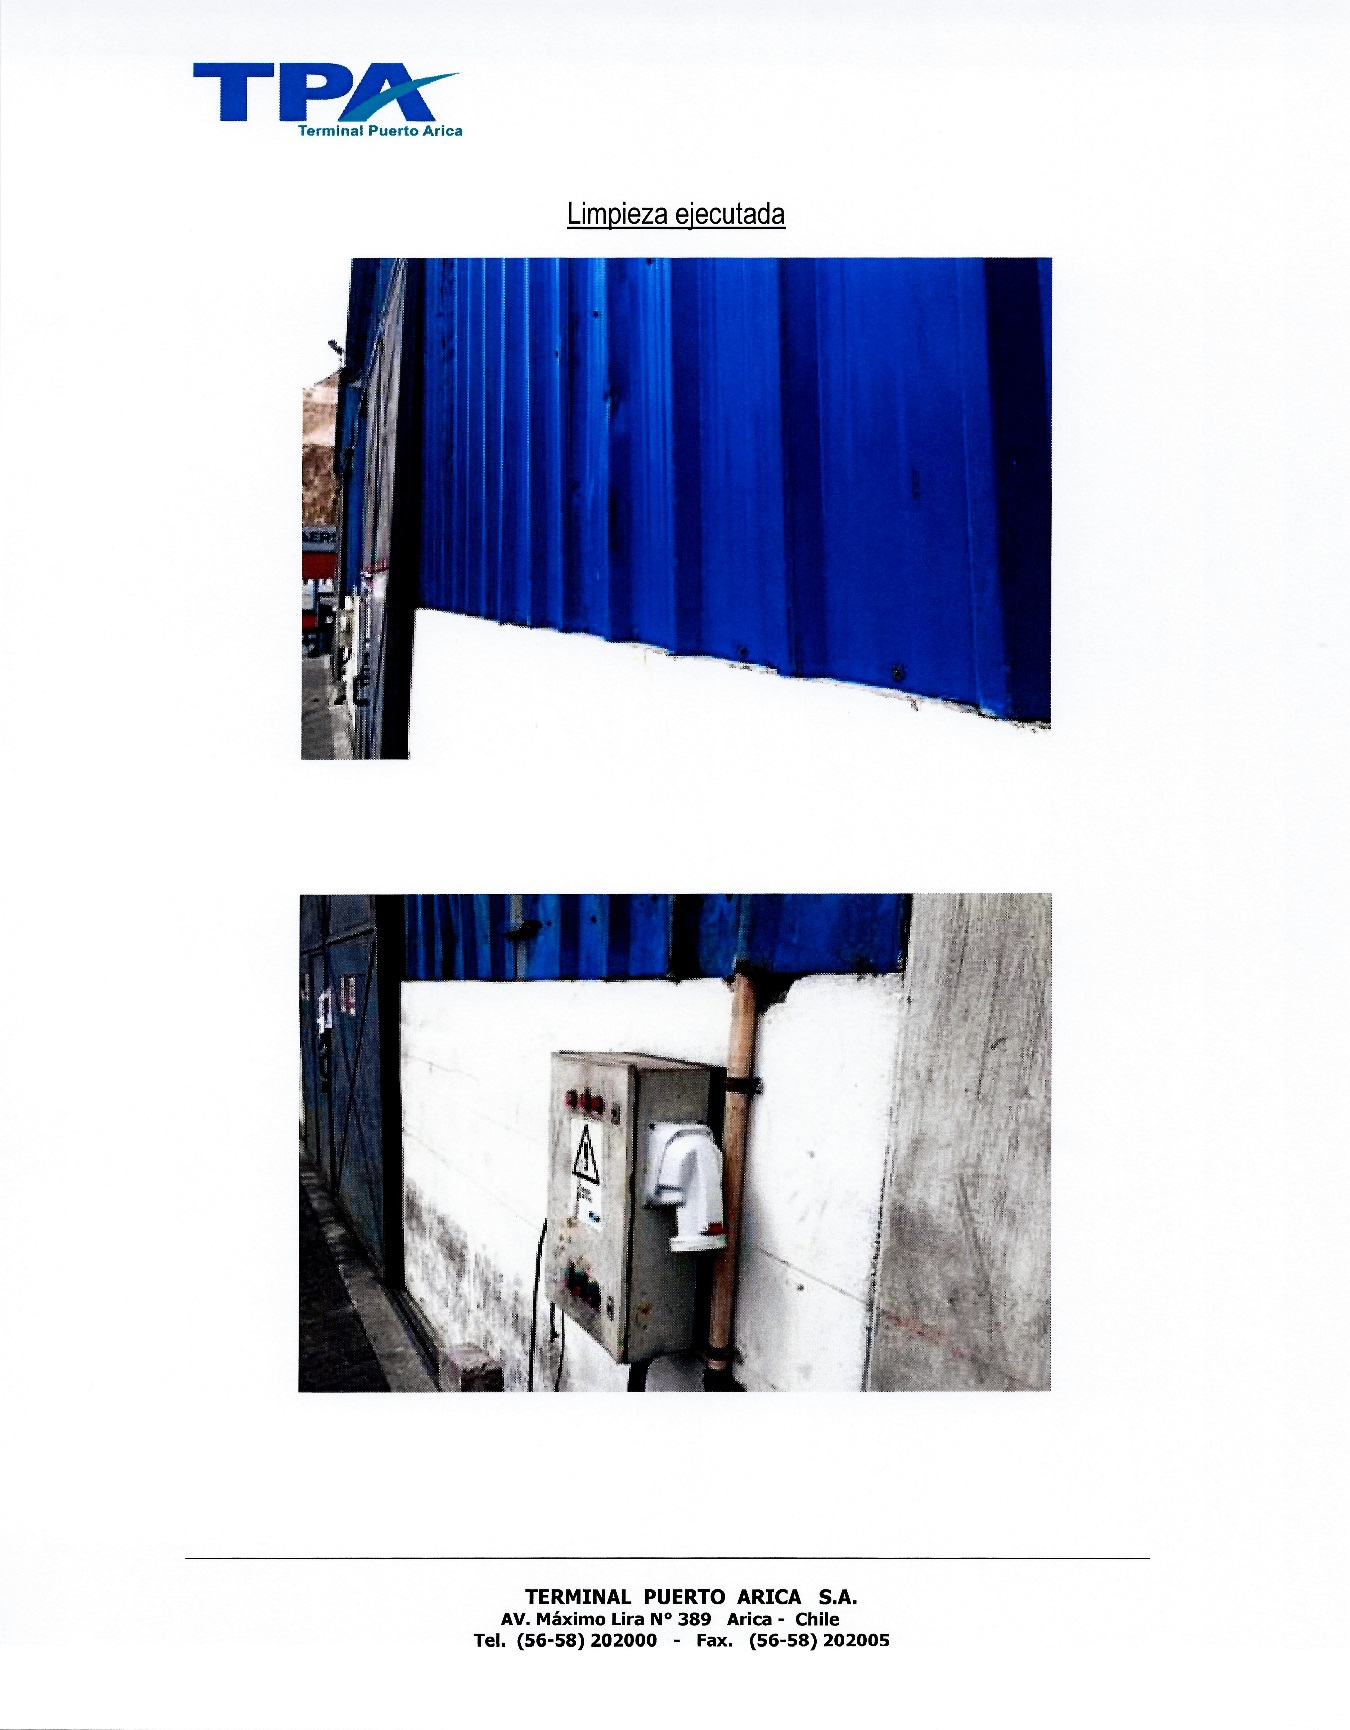 TPA
Terminal Puerto Arica
Limpieza ejecutada
TERMINAL PUERTO ARICA S.A.
AV. Máximo Lira Nº 389 Arica - Chile
Tel. (56-58) 202000 - Fax. (56-58) 202005